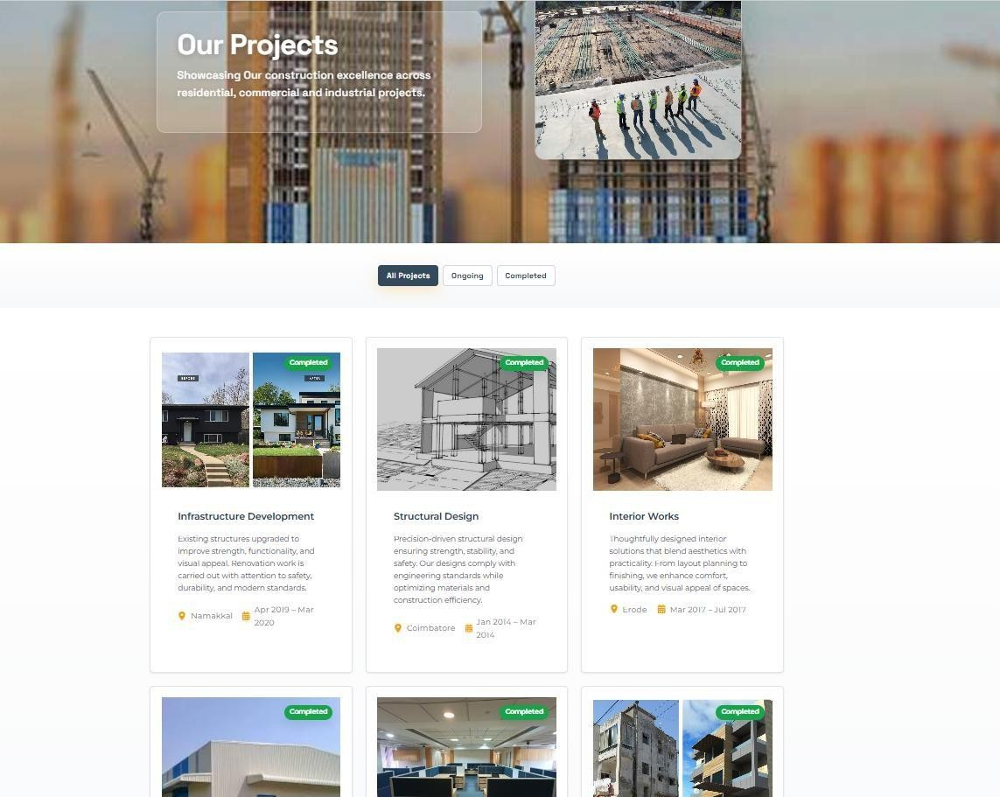 Our Projects
Showcasing Our construction excellence across
residential, commercial and industrial projects.
All Projects
Ongoing
Completed
Completed
BEFORE
AFTER
Infrastructure Development
Existing structures upgraded to
improve strength, functionality, and
visual appeal. Renovation work is
carried out with attention to safety,
durability, and modern standards.
Namakkal
Apr 2019 – Mar
2020
Completed
Structural Design
Precision-driven structural design
ensuring strength, stability, and
safety. Our designs comply with
engineering standards while
optimizing materials and
construction efficiency.
Coimbatore
Jan 2014 – Mar
2014
Completed
Interior Works
Thoughtfully designed interior
solutions that blend aesthetics with
practicality. From layout planning to
finishing, we enhance comfort,
usability, and visual appeal of spaces.
Erode
Mar 2017 – Jul 2017
Completed
Completed
Completed